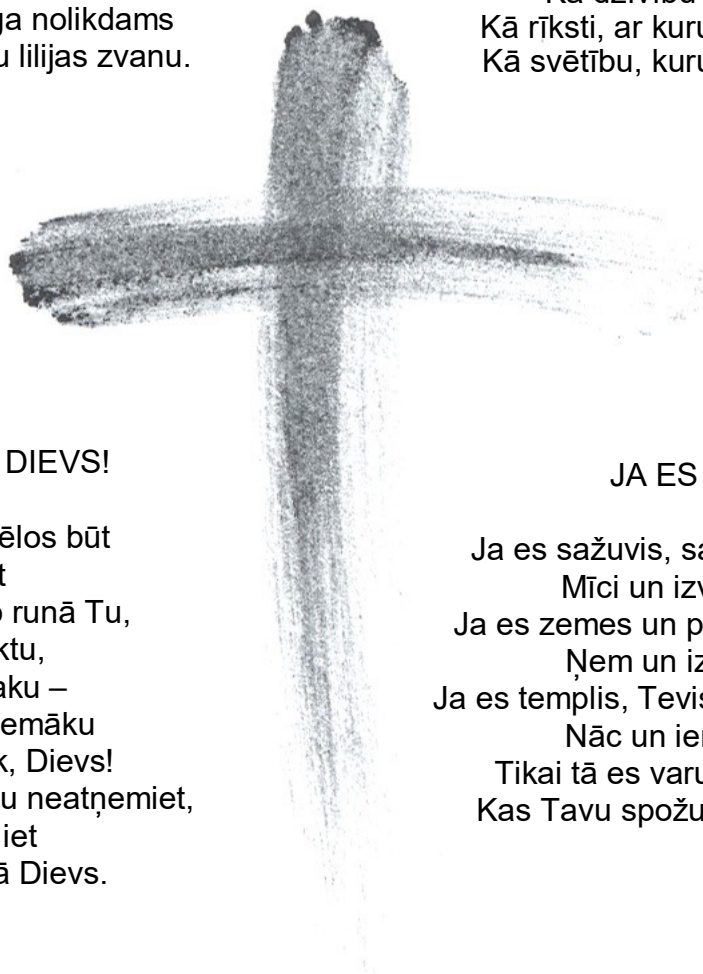 ga nolikdams
u lilijas zvanu.
DIEVS!
ēlos būt
t
o runā Tu,
ktu,
aku –
emāku
k, Dievs!
u neatņemiet,
iet
ā Dievs.
Kā dzīvību
Kā rīksti, ar kuru
Kā svētību, kuru
JA ES
Ja es sažuvis, sa
Mīci un izv
Ja es zemes un p
Ņem un iz
Ja es templis, Tevis
Nāc un ier
Tikai tā es varu
Kas Tavu spožu